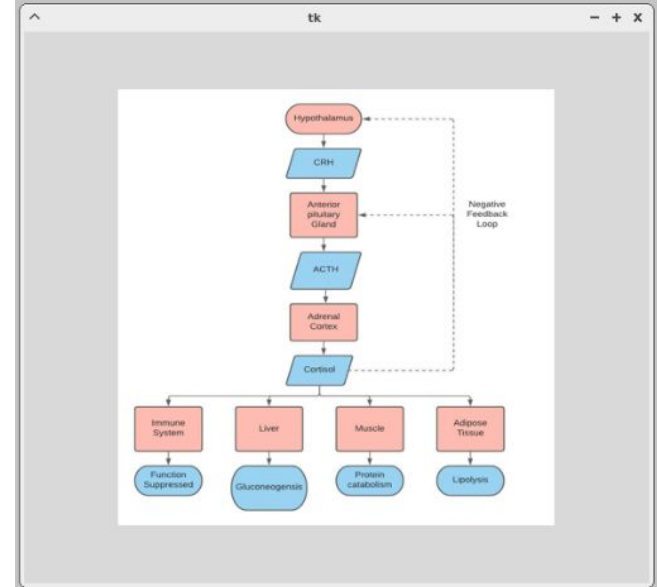 tk
Hypothalamus
CRH
Anterior
pituitary
Gland
Negative
Feedback
Loop
ACTH
Adrenal
Cortex
Cortisol
Immune
System
Liver
Muscle
Adipose
Tissue
Function
Suppressed
Gluconeogensis
Protein
catabolism
Lipolysis